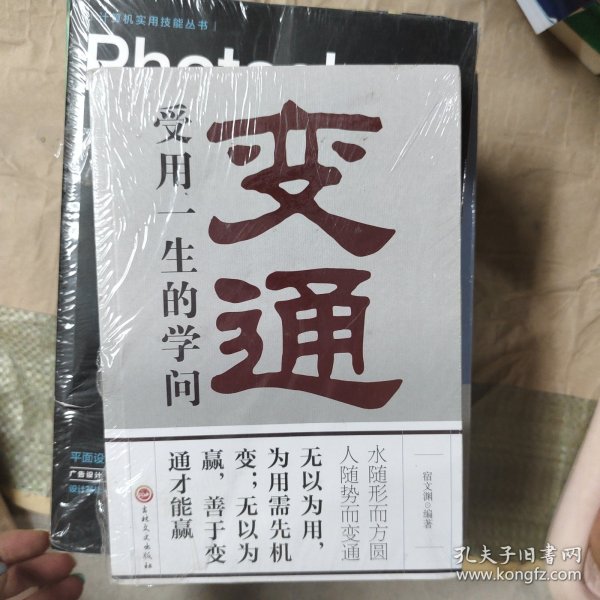 计算机实用技能丛书
变通
受用一生的学问
水随形而方圆
人随势而变通
无以为用，
为用需先机
变；无以为
赢，善于变
通才能赢
宿文渊◎编著
吉林文史出版社
广告设计
孔夫子旧书网
www.kongfz.com